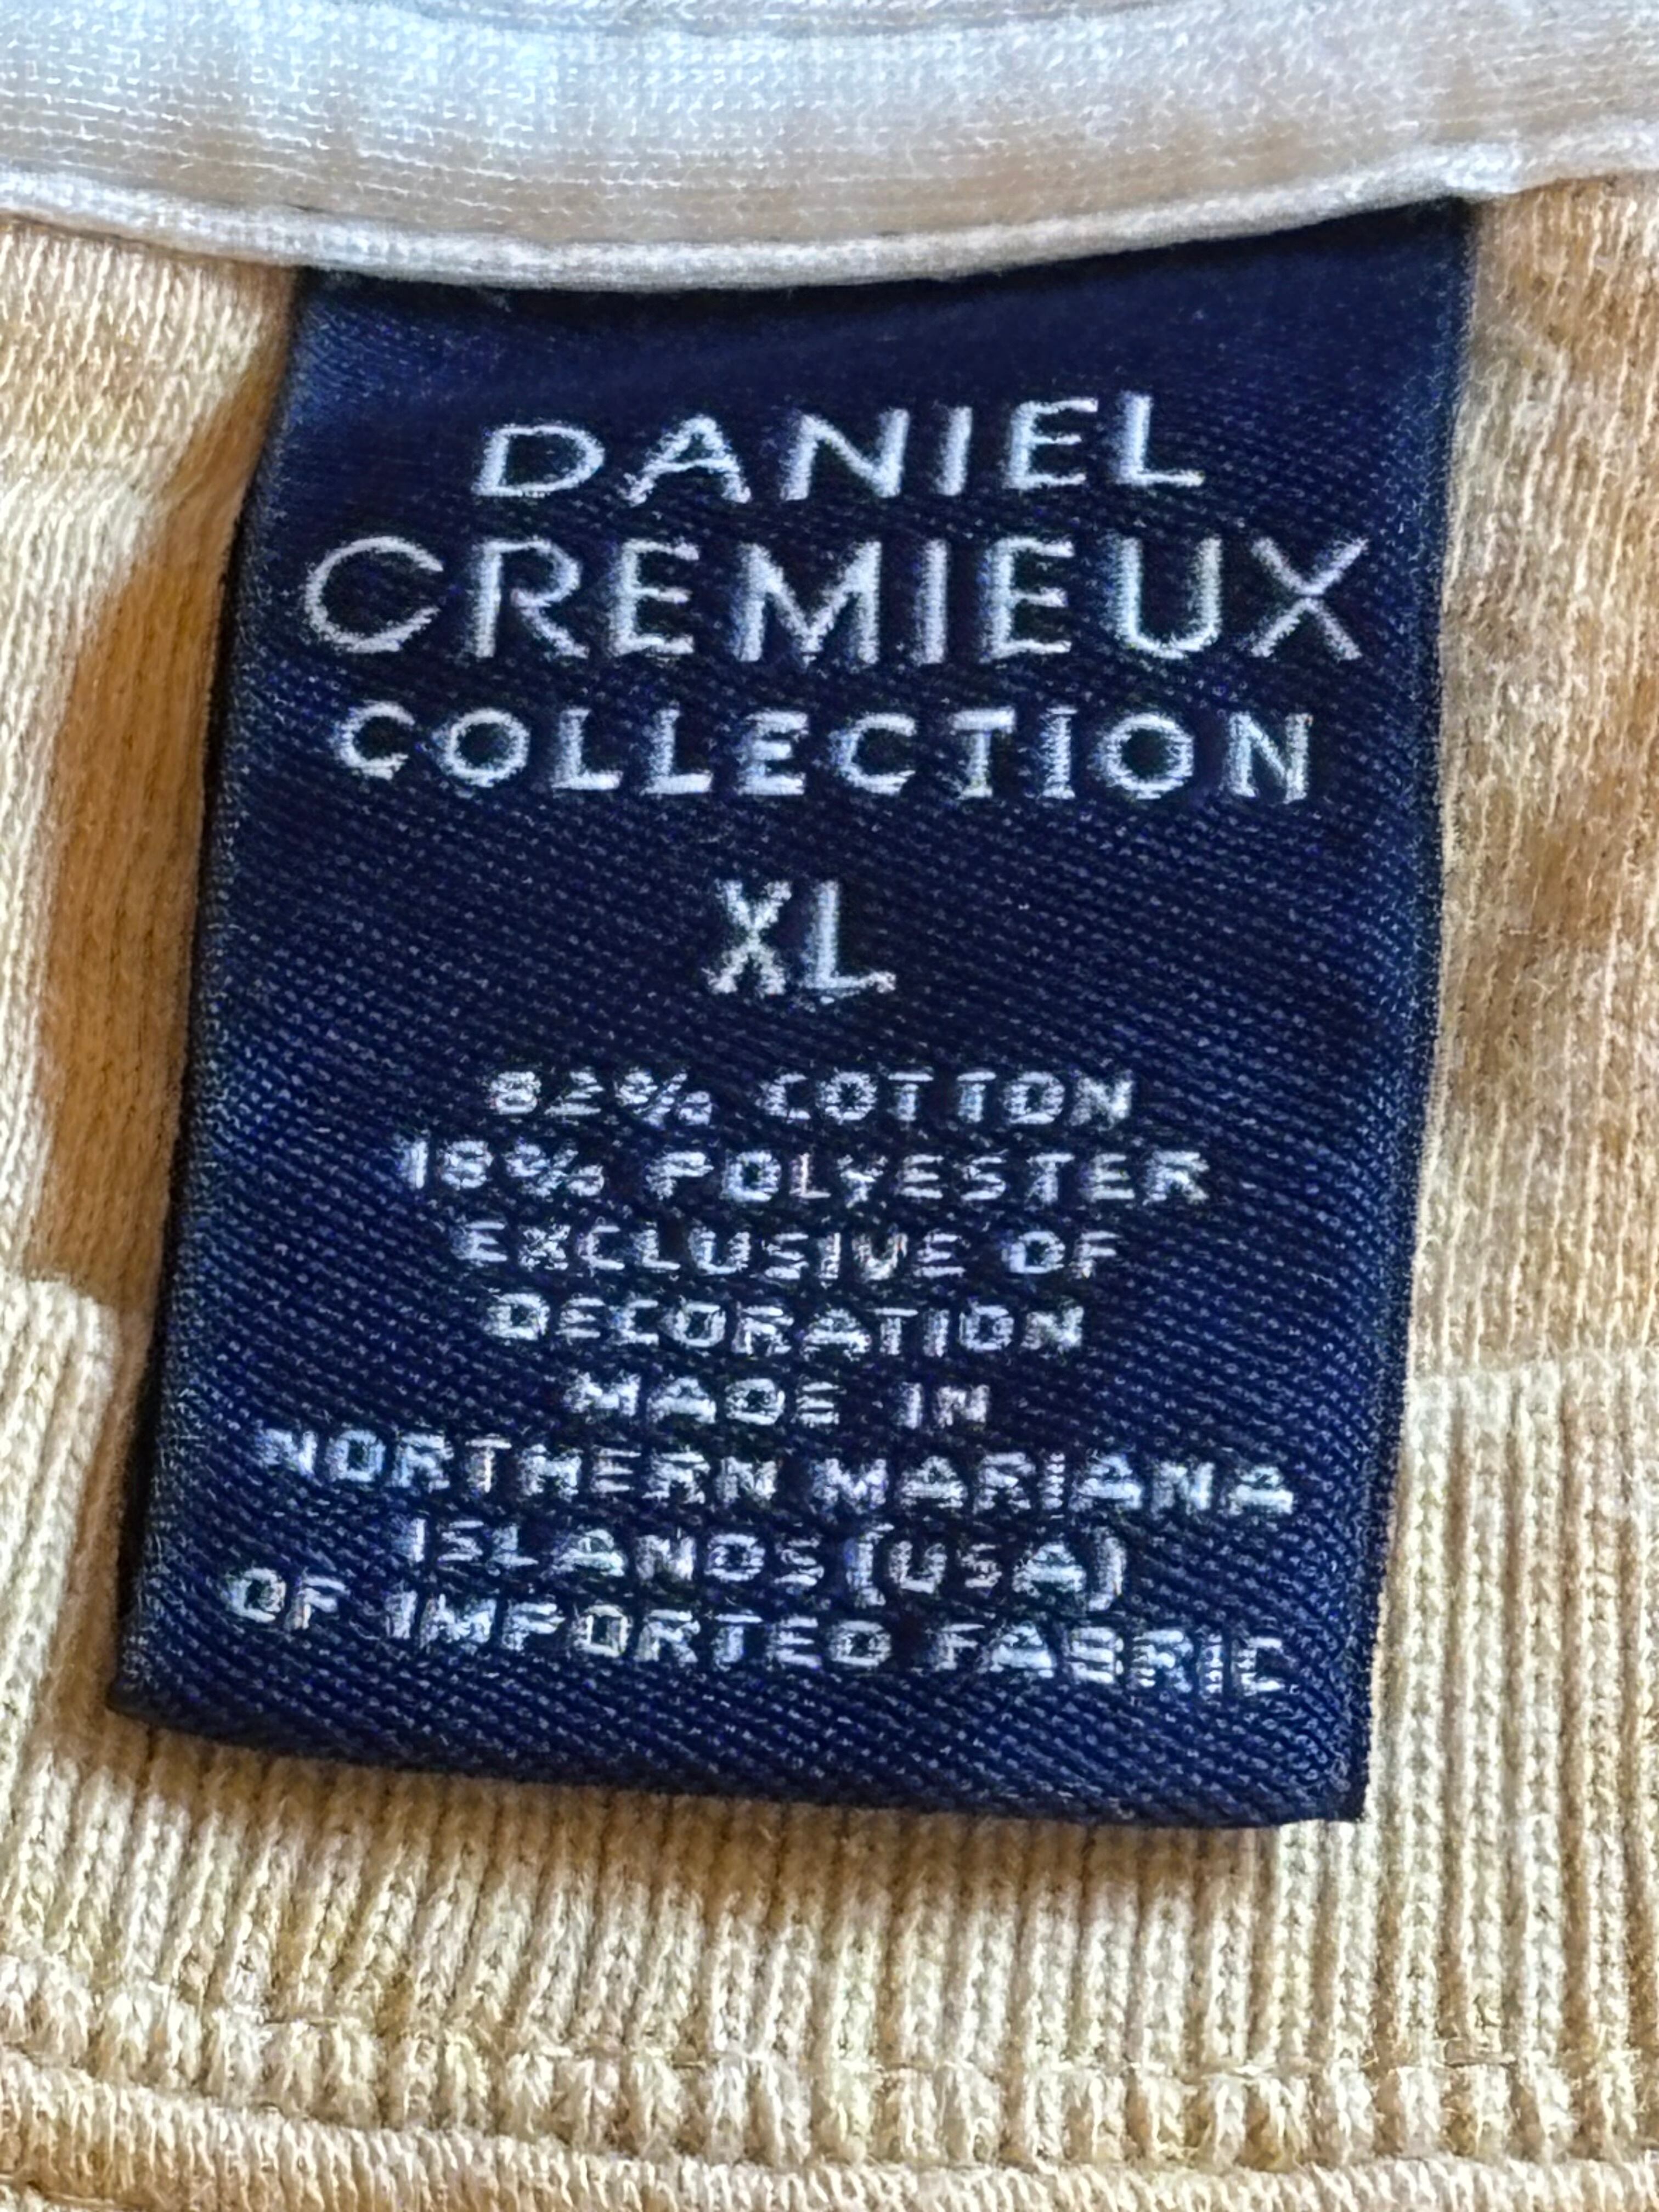 DANIEL
CREMIEUX
COLLECTION
XL
82% COTTON
18% POLYESTER
EXCLUSIVE OF
DECORATION
MADE IN
NORTHERN MARIANA
ISLANDS (USA)
OF IMPORTED FABRIC